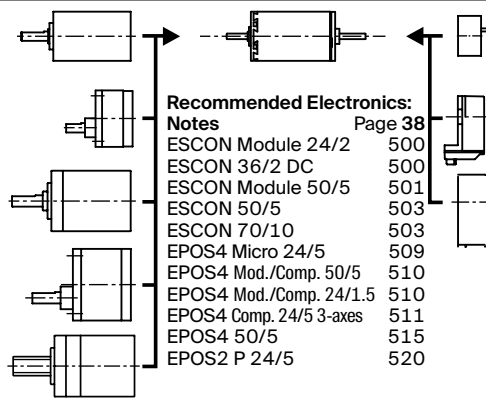 Recommended Electronics:
Notes Page 38
ESCON Module 24/2 500
ESCON 36/2 DC 500
ESCON Module 50/5 501
ESCON 50/5 503
ESCON 70/10 503
EPOS4 Micro 24/5 509
EPOS4 Mod./Comp. 50/5 510
EPOS4 Mod./Comp. 24/1.5 510
EPOS4 Comp. 24/5 3-axes 511
EPOS4 50/5 515
EPOS2 P 24/5 520